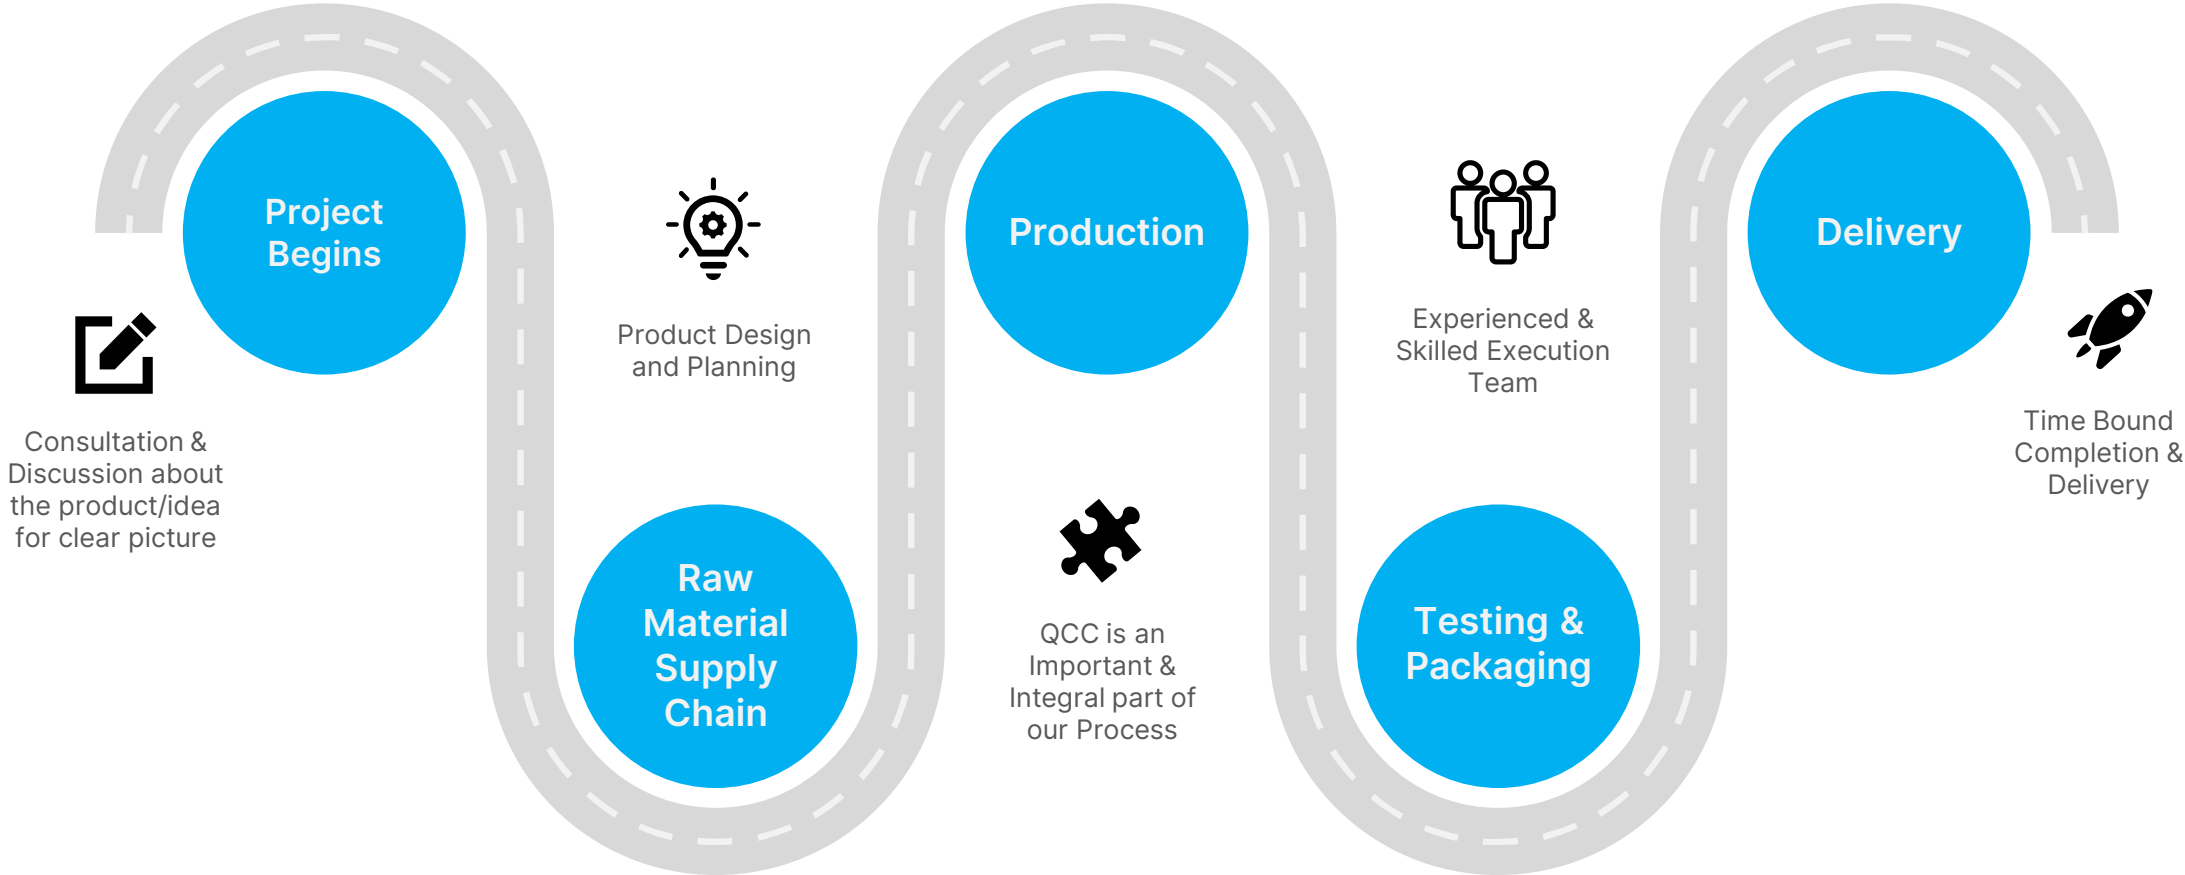 Project
Begins
Consultation &
Discussion about
the product/idea
for clear picture
Product Design
and Planning
Raw
Material
Supply
Chain
Production
QCC is an
Important &
Integral part of
our Process
Experienced &
Skilled Execution
Team
Testing &
Packaging
Delivery
Time Bound
Completion &
Delivery